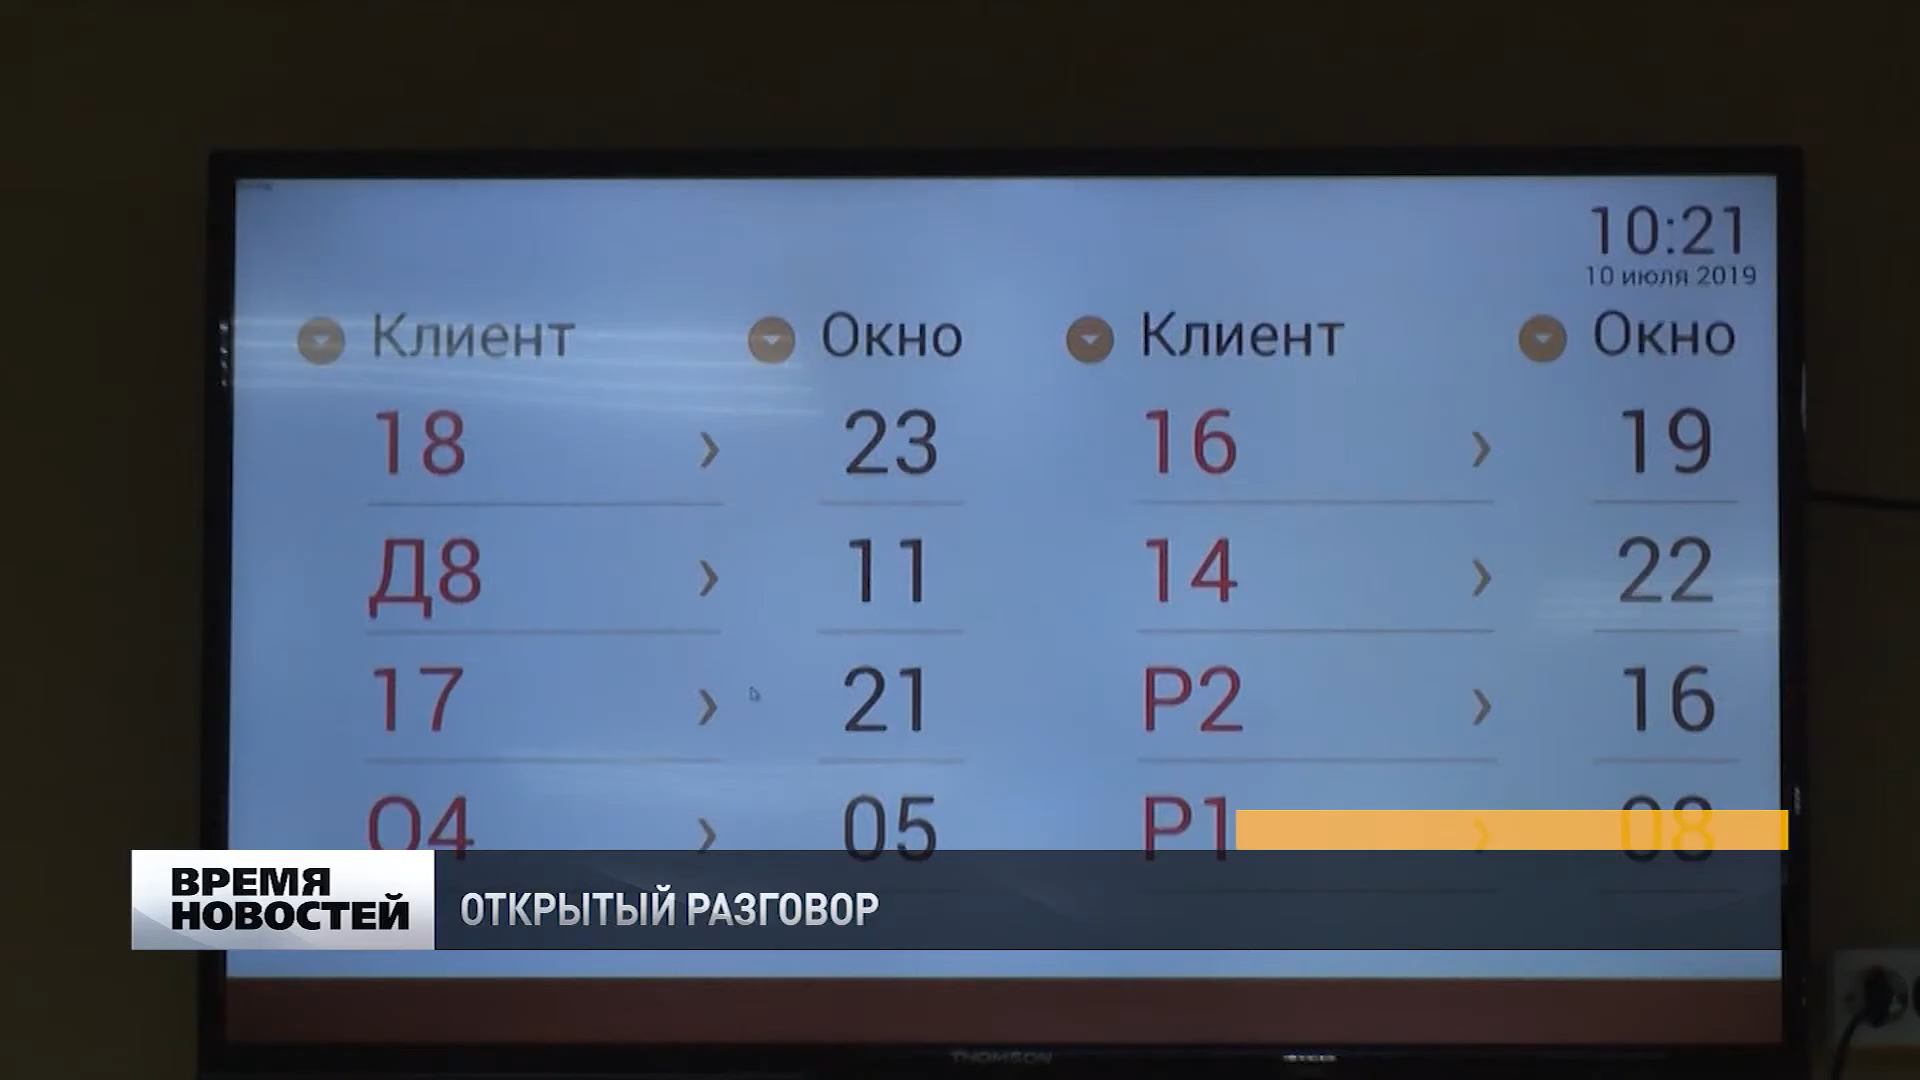 10:21
10 июля 2019
Клиент Окно Клиент Окно
18 › 23 16 › 19
Д8 › 11 14 › 22
17 › 21 Р2 › 16
О4 › 05 Р1 › 08
ВРЕМЯ
НОВОСТЕЙ
ОТКРЫТЫЙ РАЗГОВОР
THOMSON